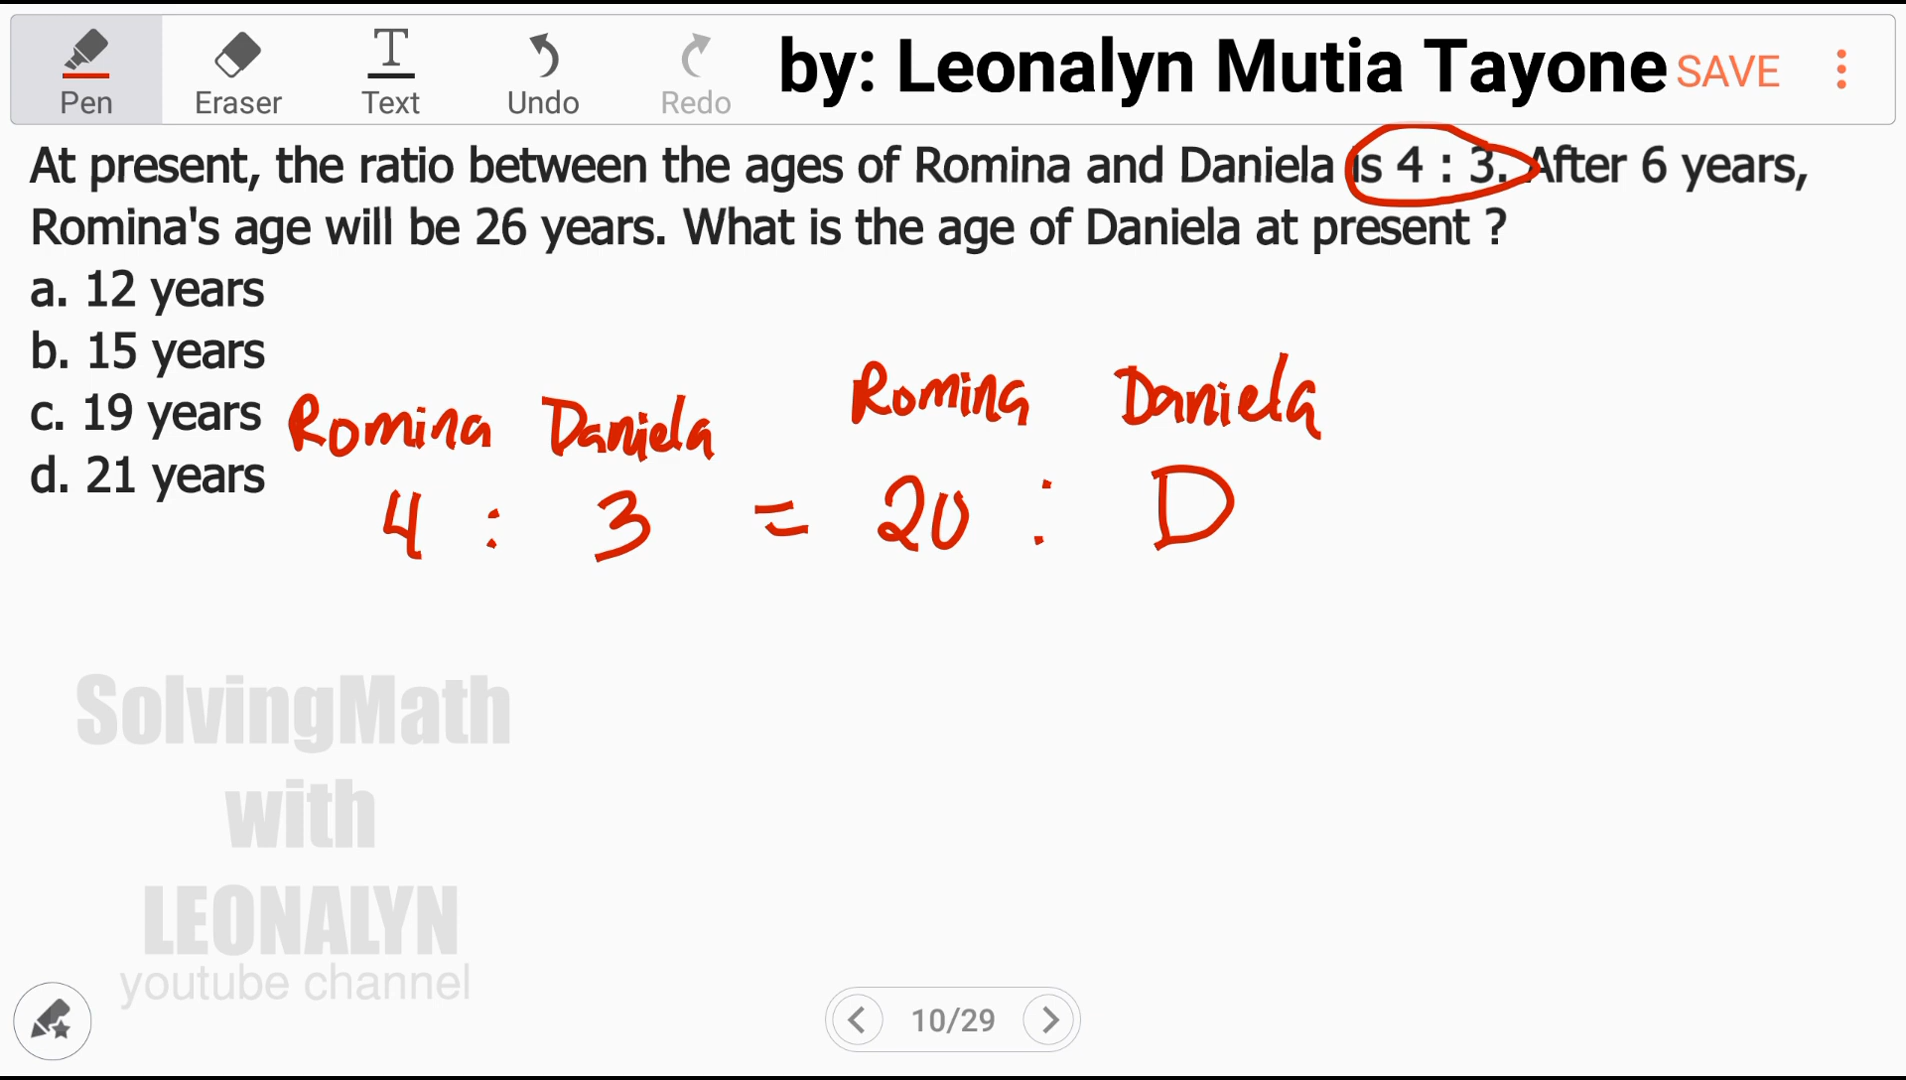 by: Leonalyn Mutia Tayone SAVE
Pen Eraser Text Undo Redo
At present, the ratio between the ages of Romina and Daniela is 4 : 3. After 6 years,
Romina's age will be 26 years. What is the age of Daniela at present ?
a. 12 years
b. 15 years
c. 19 years
d. 21 years
Romina Daniela Romina Daniela
4 : 3 = 20 : D
SolvingMath
with
LEONALYN
youtube channel
10/29